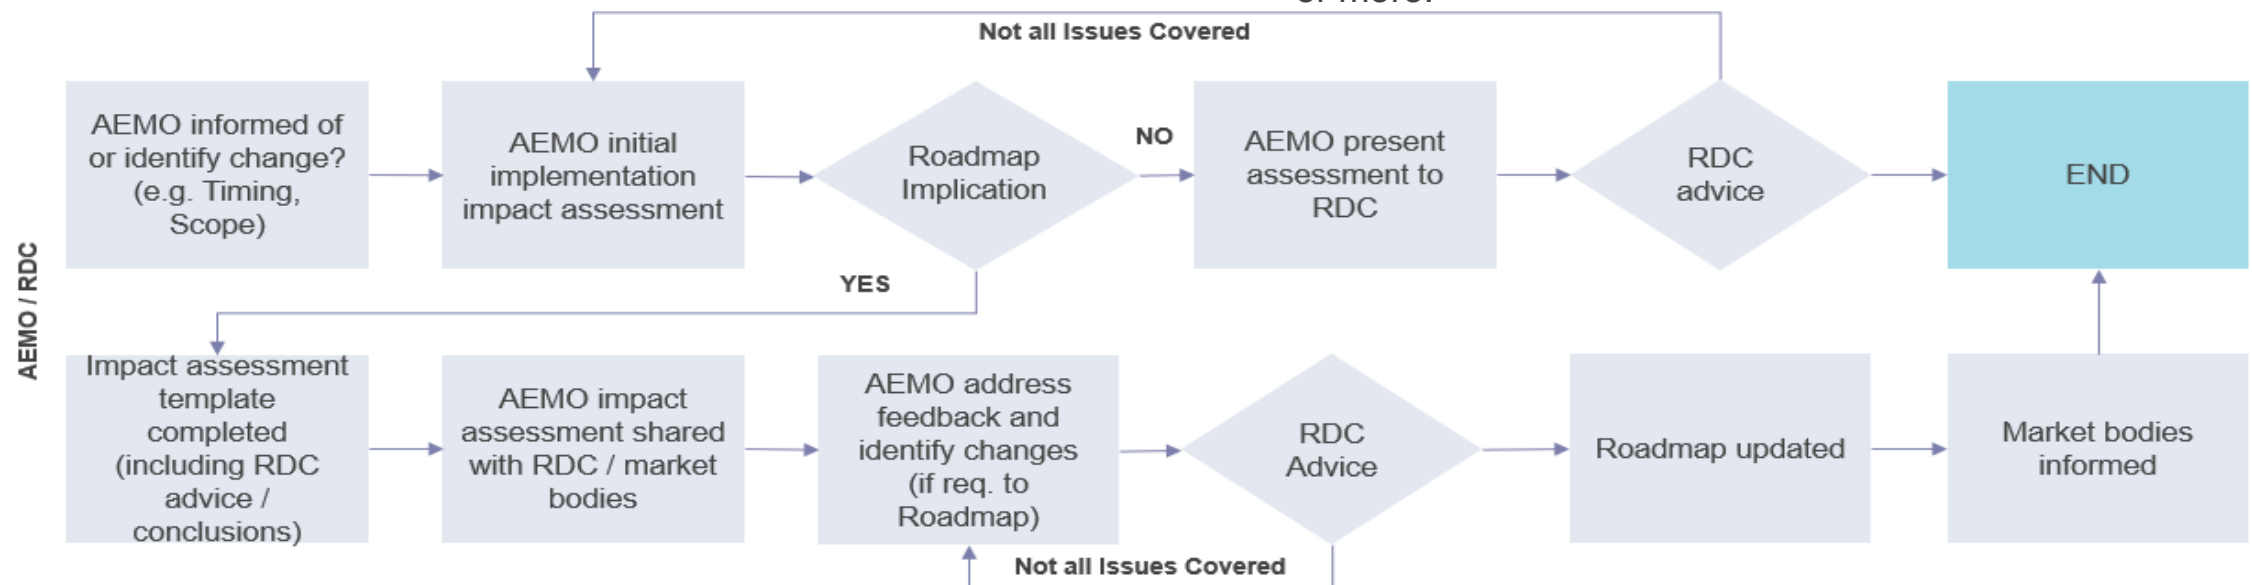 or more.
Not all Issues Covered
AEMO informed of
or identify change?
(e.g. Timing,
Scope)
AEMO initial
implementation
impact assessment
Roadmap
Implication
NO
AEMO present
assessment to
RDC
RDC
advice
END
YES
AEMO / RDC
Impact assessment
template
completed
(including RDC
advice /
conclusions)
AEMO impact
assessment shared
with RDC / market
bodies
AEMO address
feedback and
identify changes
(if req. to
Roadmap)
RDC
Advice
Roadmap updated
Market bodies
informed
Not all Issues Covered